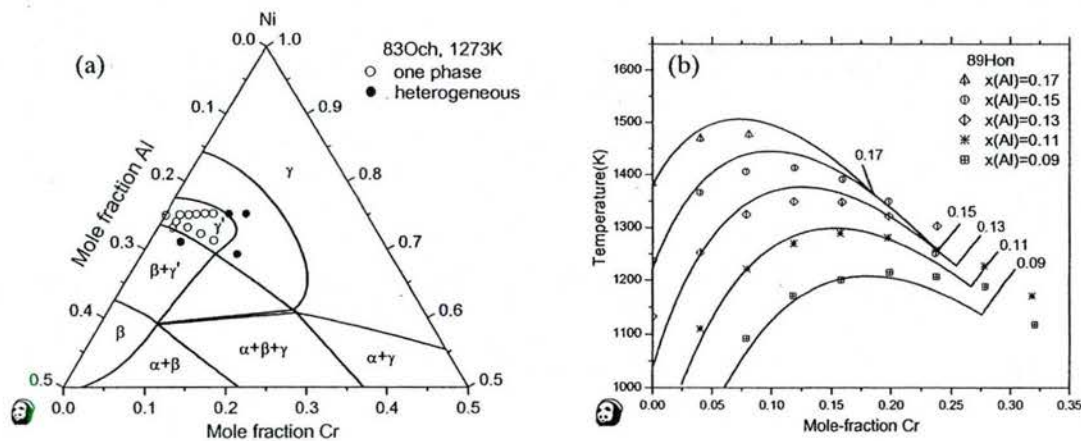 (a)
Ni
0.0 1.0
83Och, 1273K
○ one phase
● heterogeneous
0.1
0.9
Mole fraction Al
0.2
0.8
γ
γ'
0.3
0.7
β+γ'
0.4
0.6
β
α+β
α+β+γ
α+γ
0.5
0.5
0.0 0.1 0.2 0.3 0.4 0.5
Mole fraction Cr
(b)
89Hon
x(Al)=0.17
x(Al)=0.15
x(Al)=0.13
x(Al)=0.11
x(Al)=0.09
1600
1500
1400
1300
1200
1100
1000
Temperature(K)
0.17
0.15
0.13
0.11
0.09
0.00 0.05 0.10 0.15 0.20 0.25 0.30 0.35
Mole-fraction Cr